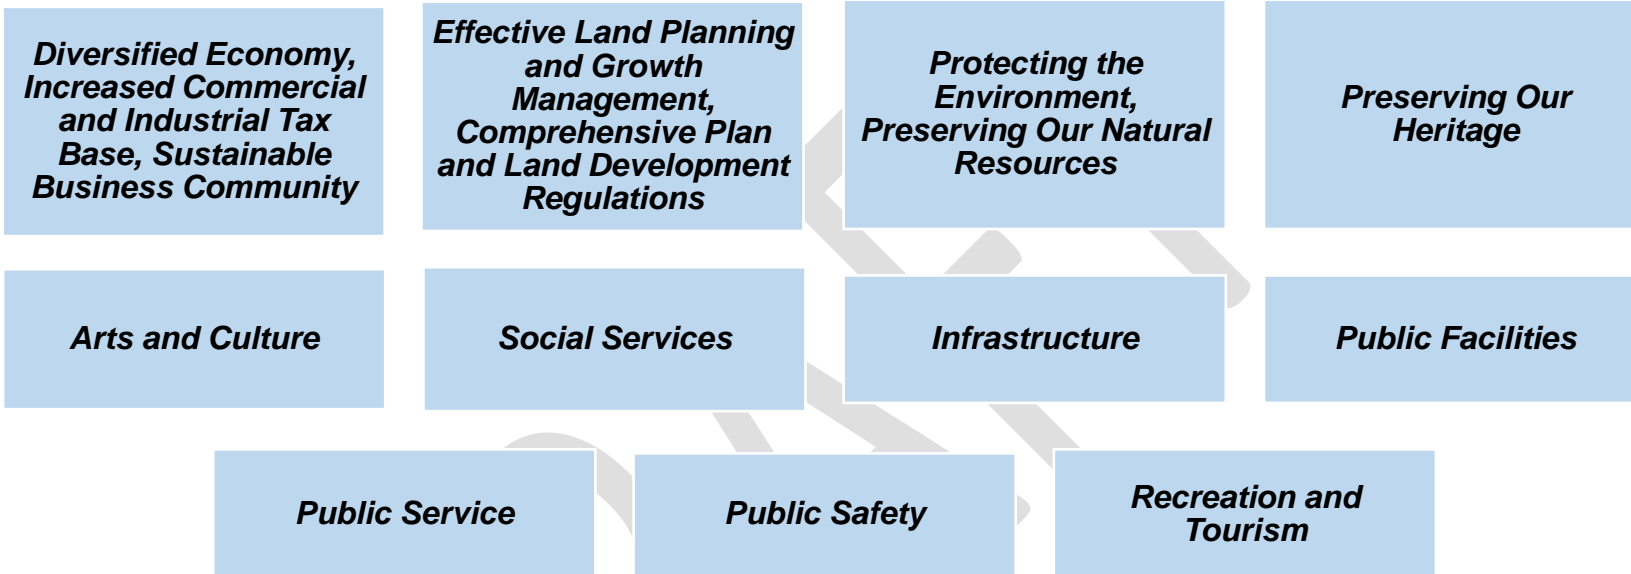 Diversified Economy,
Increased Commercial
and Industrial Tax
Base, Sustainable
Business Community
Effective Land Planning
and Growth
Management,
Comprehensive Plan
and Land Development
Regulations
Protecting the
Environment,
Preserving Our Natural
Resources
Preserving Our
Heritage
Arts and Culture
Social Services
Infrastructure
Public Facilities
Public Service
Public Safety
Recreation and
Tourism